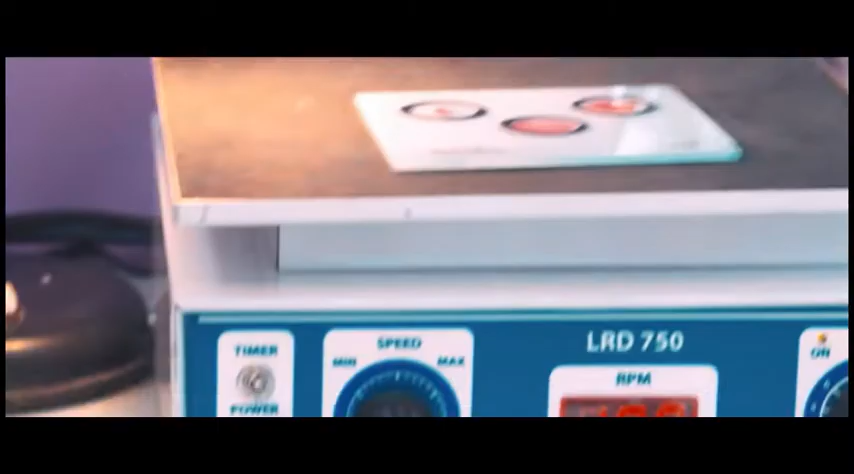 LRD 750
TIMER
SPEED
MIN
MAX
RPM
ON
POWER